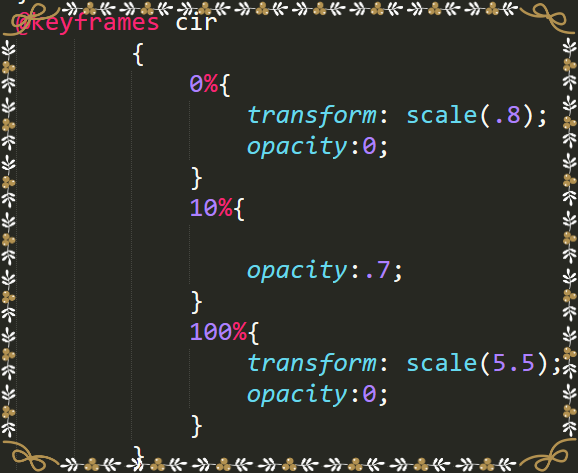 }
@keyframes cir
{
0%{
transform: scale(.8);
opacity:0;
}
10%{
opacity:.7;
}
100%{
transform: scale(5.5);
opacity:0;
}
}